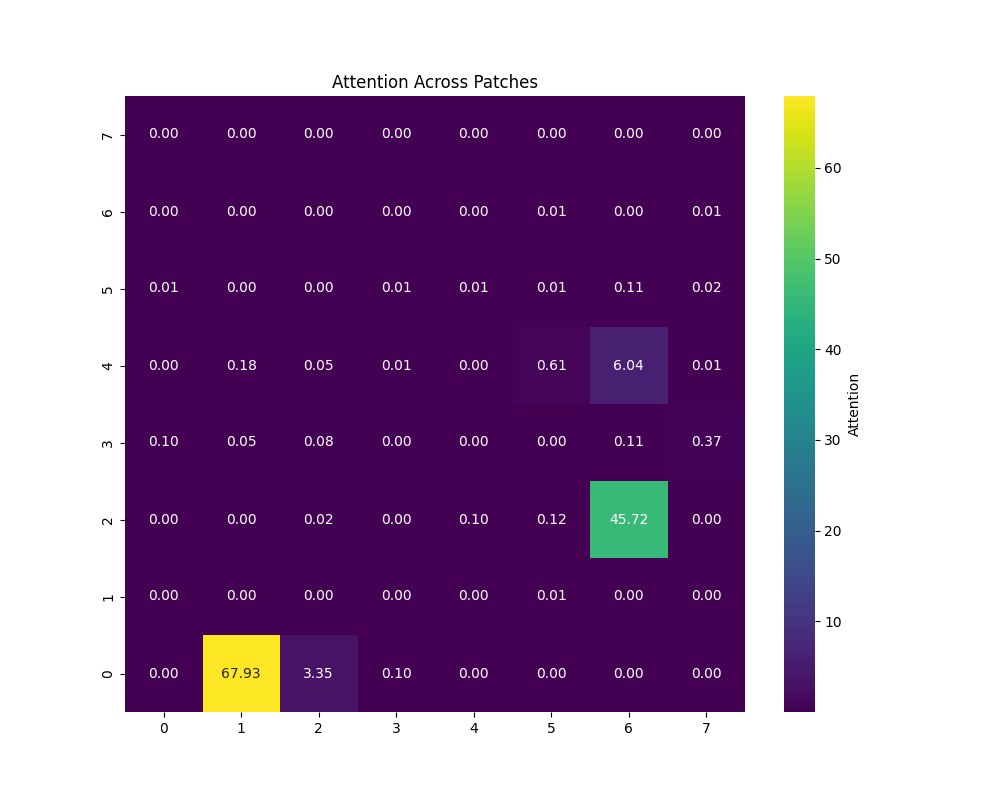 Attention Across Patches
7 0.00 0.00 0.00 0.00 0.00 0.00 0.00 0.00
6 0.00 0.00 0.00 0.00 0.00 0.01 0.00 0.01
5 0.01 0.00 0.00 0.01 0.01 0.01 0.11 0.02
4 0.00 0.18 0.05 0.01 0.00 0.61 6.04 0.01
3 0.10 0.05 0.08 0.00 0.00 0.00 0.11 0.37
2 0.00 0.00 0.02 0.00 0.10 0.12 45.72 0.00
1 0.00 0.00 0.00 0.00 0.00 0.01 0.00 0.00
0 0.00 67.93 3.35 0.10 0.00 0.00 0.00 0.00
0 1 2 3 4 5 6 7
60
50
40
30
20
10
Attention